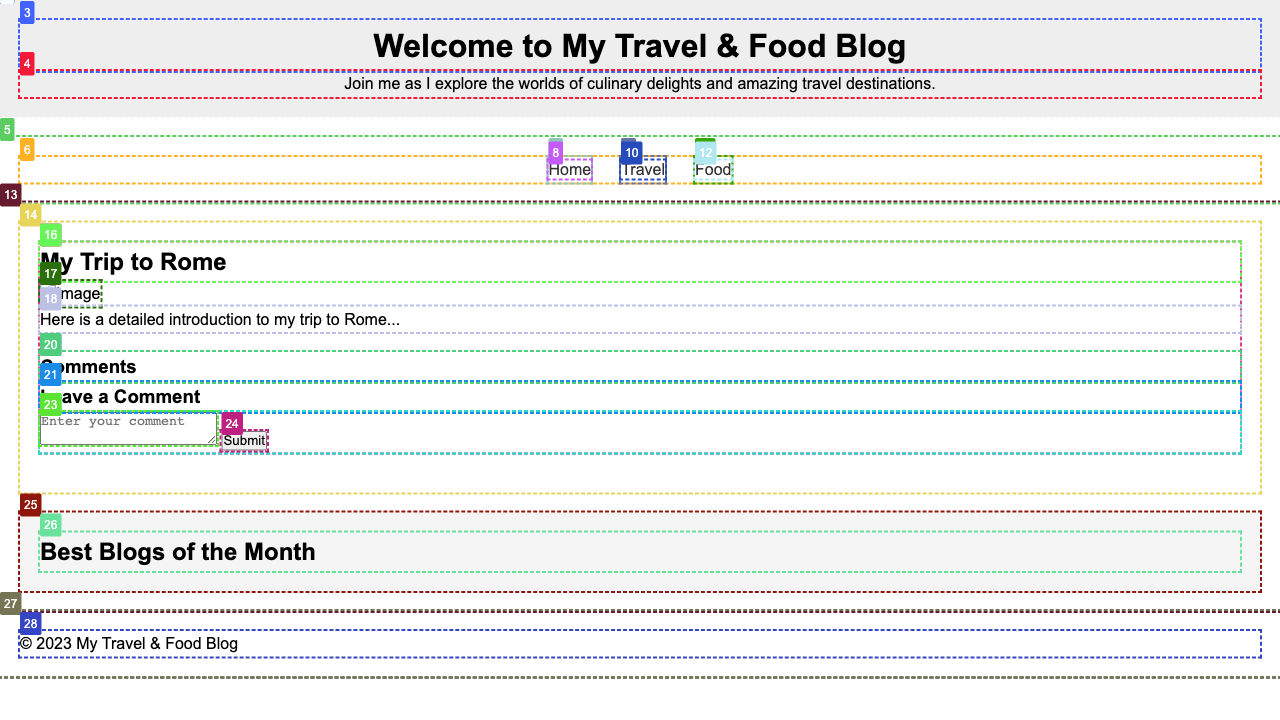 3
Welcome to My Travel & Food Blog
4
Join me as I explore the worlds of culinary delights and amazing travel destinations.
5
6
8 10 12
Home Travel Food
13
14
16
My Trip to Rome
17
mage
18
Here is a detailed introduction to my trip to Rome...
20
Comments
21
Leave a Comment
23
Enter your comment
24
Submit
25
26
Best Blogs of the Month
27
28
© 2023 My Travel & Food Blog